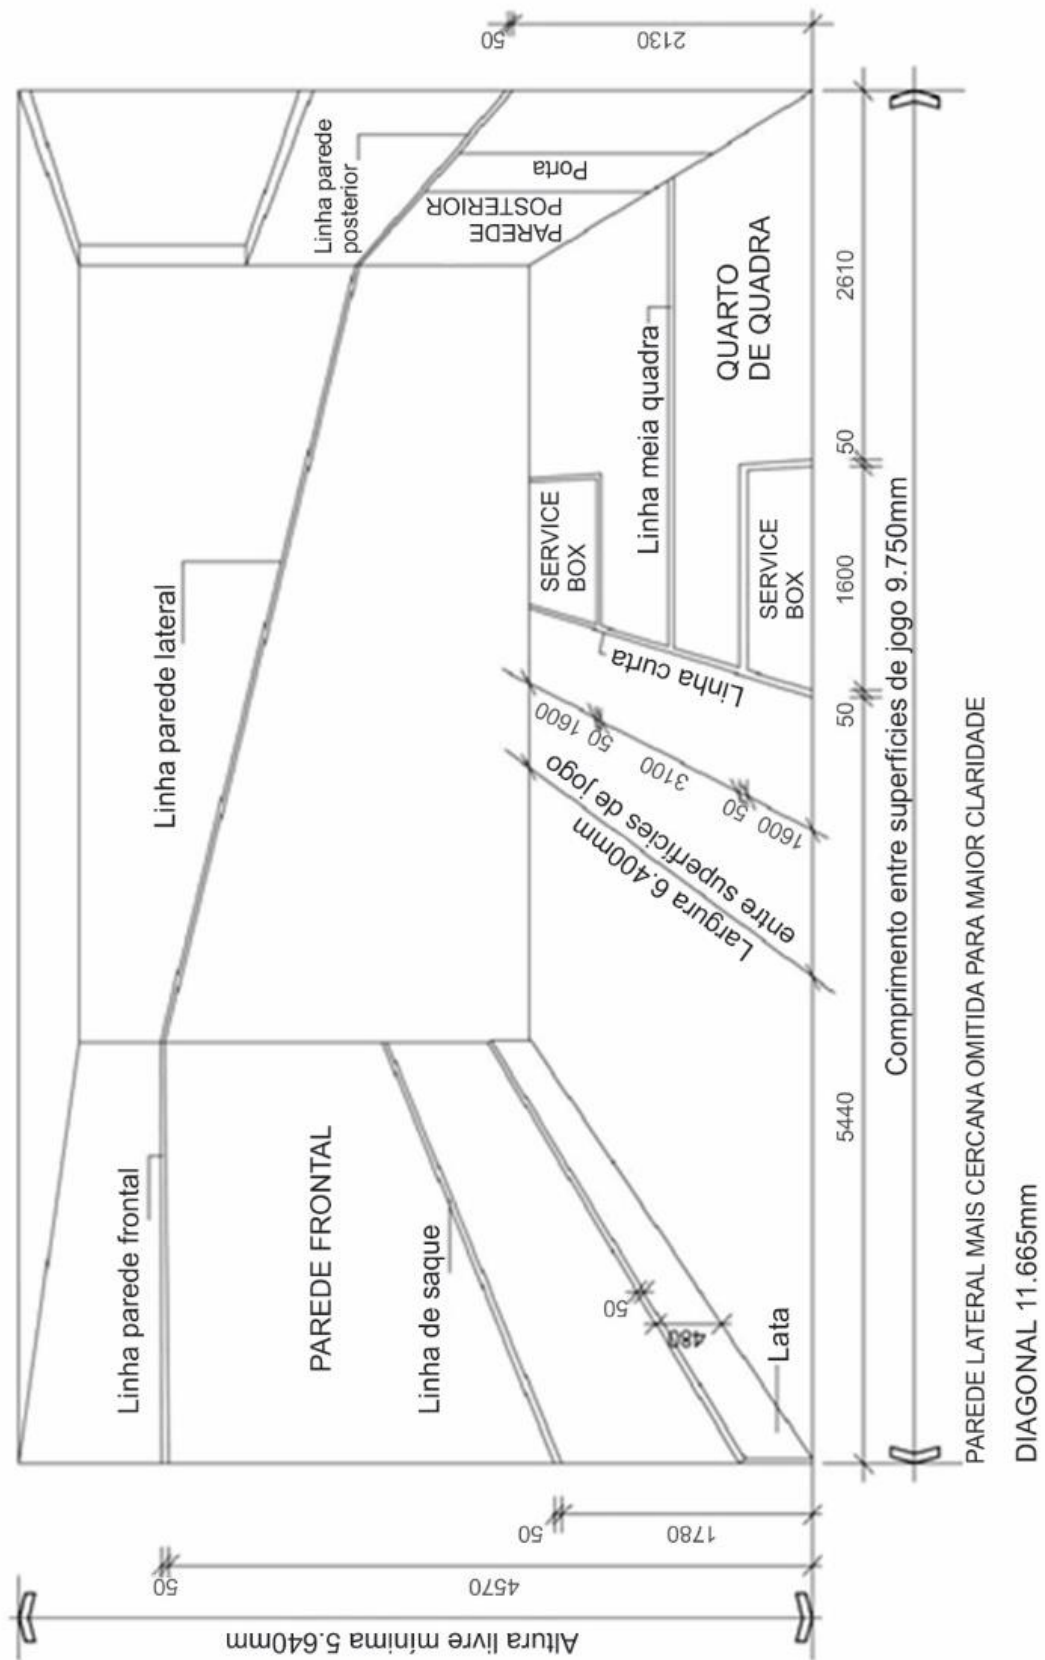 Altura livre mínima 5.640mm
50
4570
50
1780
Linha parede frontal
PAREDE FRONTAL
Linha de saque
50
480
Lata
Linha parede lateral
Largura 6.400mm
entre superfícies de jogo
1600
50
3100
50
1600
Linha curta
SERVICE
BOX
SERVICE
BOX
Linha meia quadra
QUARTO
DE QUADRA
Linha parede
posterior
PAREDE
POSTERIOR
Porta
50
2130
5440
50
1600
50
2610
Comprimento entre superfícies de jogo 9.750mm
PAREDE LATERAL MAIS CERCANA OMITIDA PARA MAIOR CLARIDADE
DIAGONAL 11.665mm